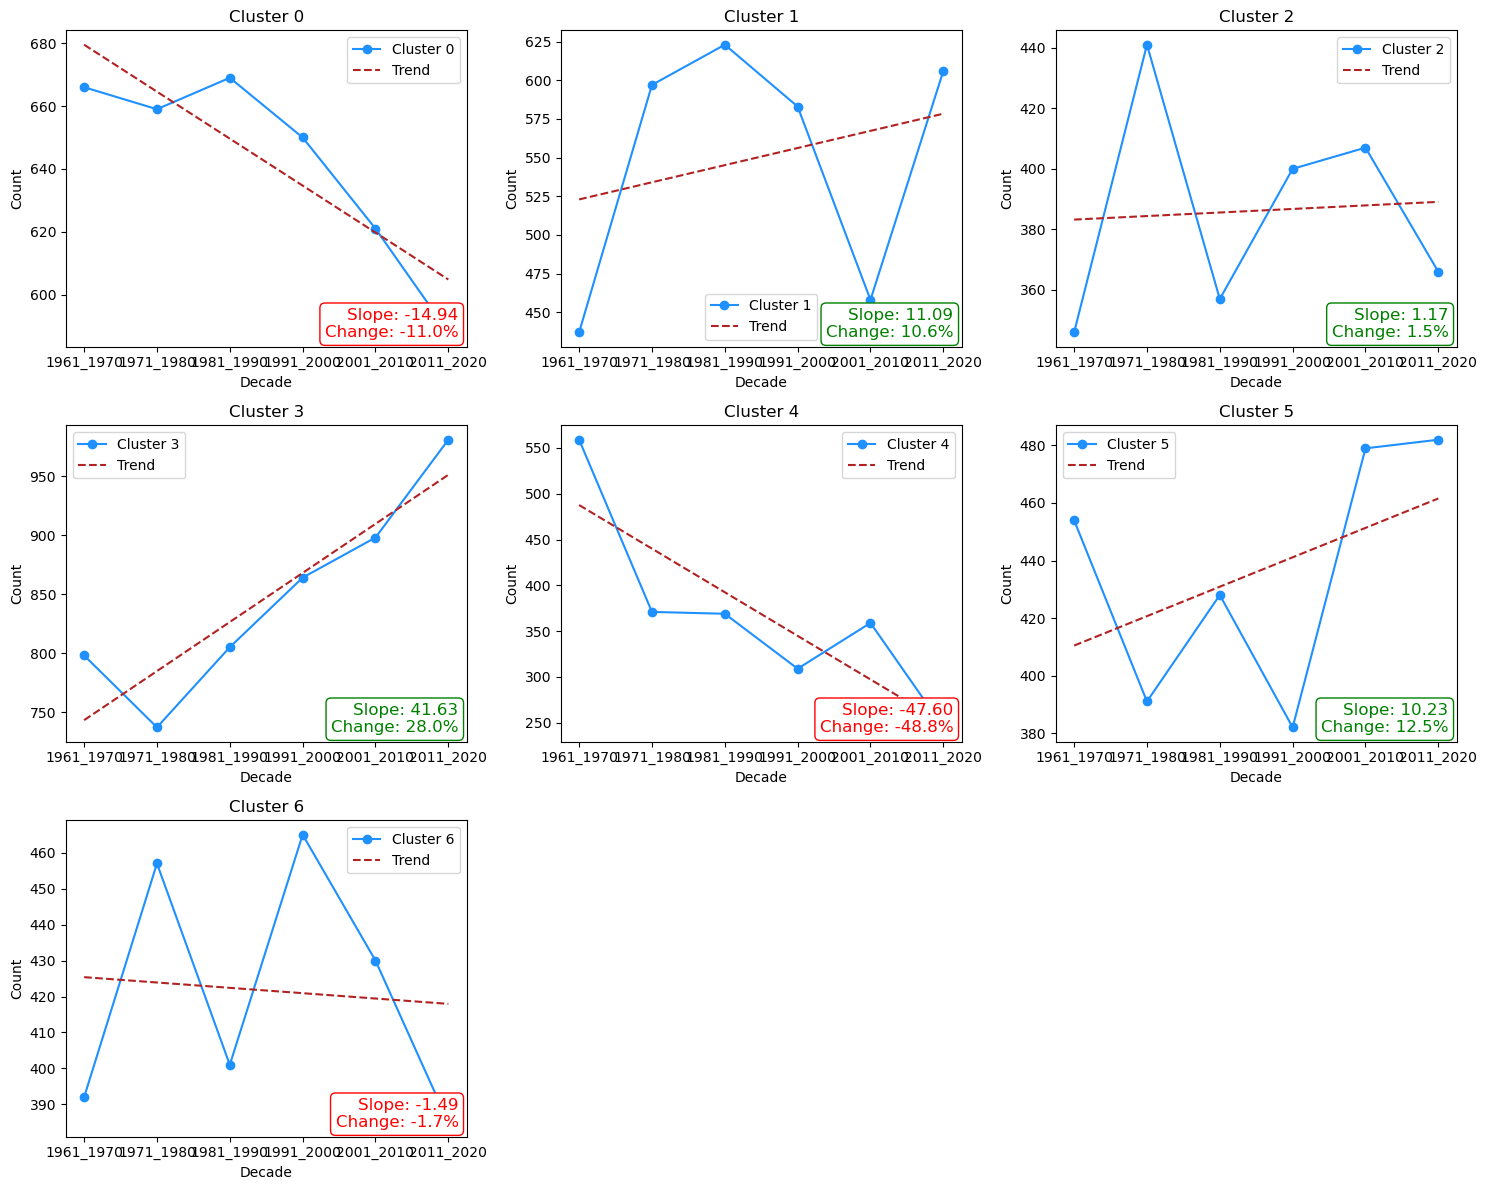 Cluster 0
680
660
640
620
600
Count
Cluster 0
Trend
Slope: -14.94
Change: -11.0%
1961_1970 1971_1980 1981_1990 1991_2000 2001_2010 2011_2020
Decade
Cluster 1
625
600
575
550
525
500
475
450
Count
Cluster 1
Trend
Slope: 11.09
Change: 10.6%
1961_1970 1971_1980 1981_1990 1991_2000 2001_2010 2011_2020
Decade
Cluster 2
440
420
400
380
360
Count
Cluster 2
Trend
Slope: 1.17
Change: 1.5%
1961_1970 1971_1980 1981_1990 1991_2000 2001_2010 2011_2020
Decade
Cluster 3
950
900
850
800
750
Count
Cluster 3
Trend
Slope: 41.63
Change: 28.0%
1961_1970 1971_1980 1981_1990 1991_2000 2001_2010 2011_2020
Decade
Cluster 4
550
500
450
400
350
300
250
Count
Cluster 4
Trend
Slope: -47.60
Change: -48.8%
1961_1970 1971_1980 1981_1990 1991_2000 2001_2010 2011_2020
Decade
Cluster 5
480
460
440
420
400
380
Count
Cluster 5
Trend
Slope: 10.23
Change: 12.5%
1961_1970 1971_1980 1981_1990 1991_2000 2001_2010 2011_2020
Decade
Cluster 6
460
450
440
430
420
410
400
390
Count
Cluster 6
Trend
Slope: -1.49
Change: -1.7%
1961_1970 1971_1980 1981_1990 1991_2000 2001_2010 2011_2020
Decade